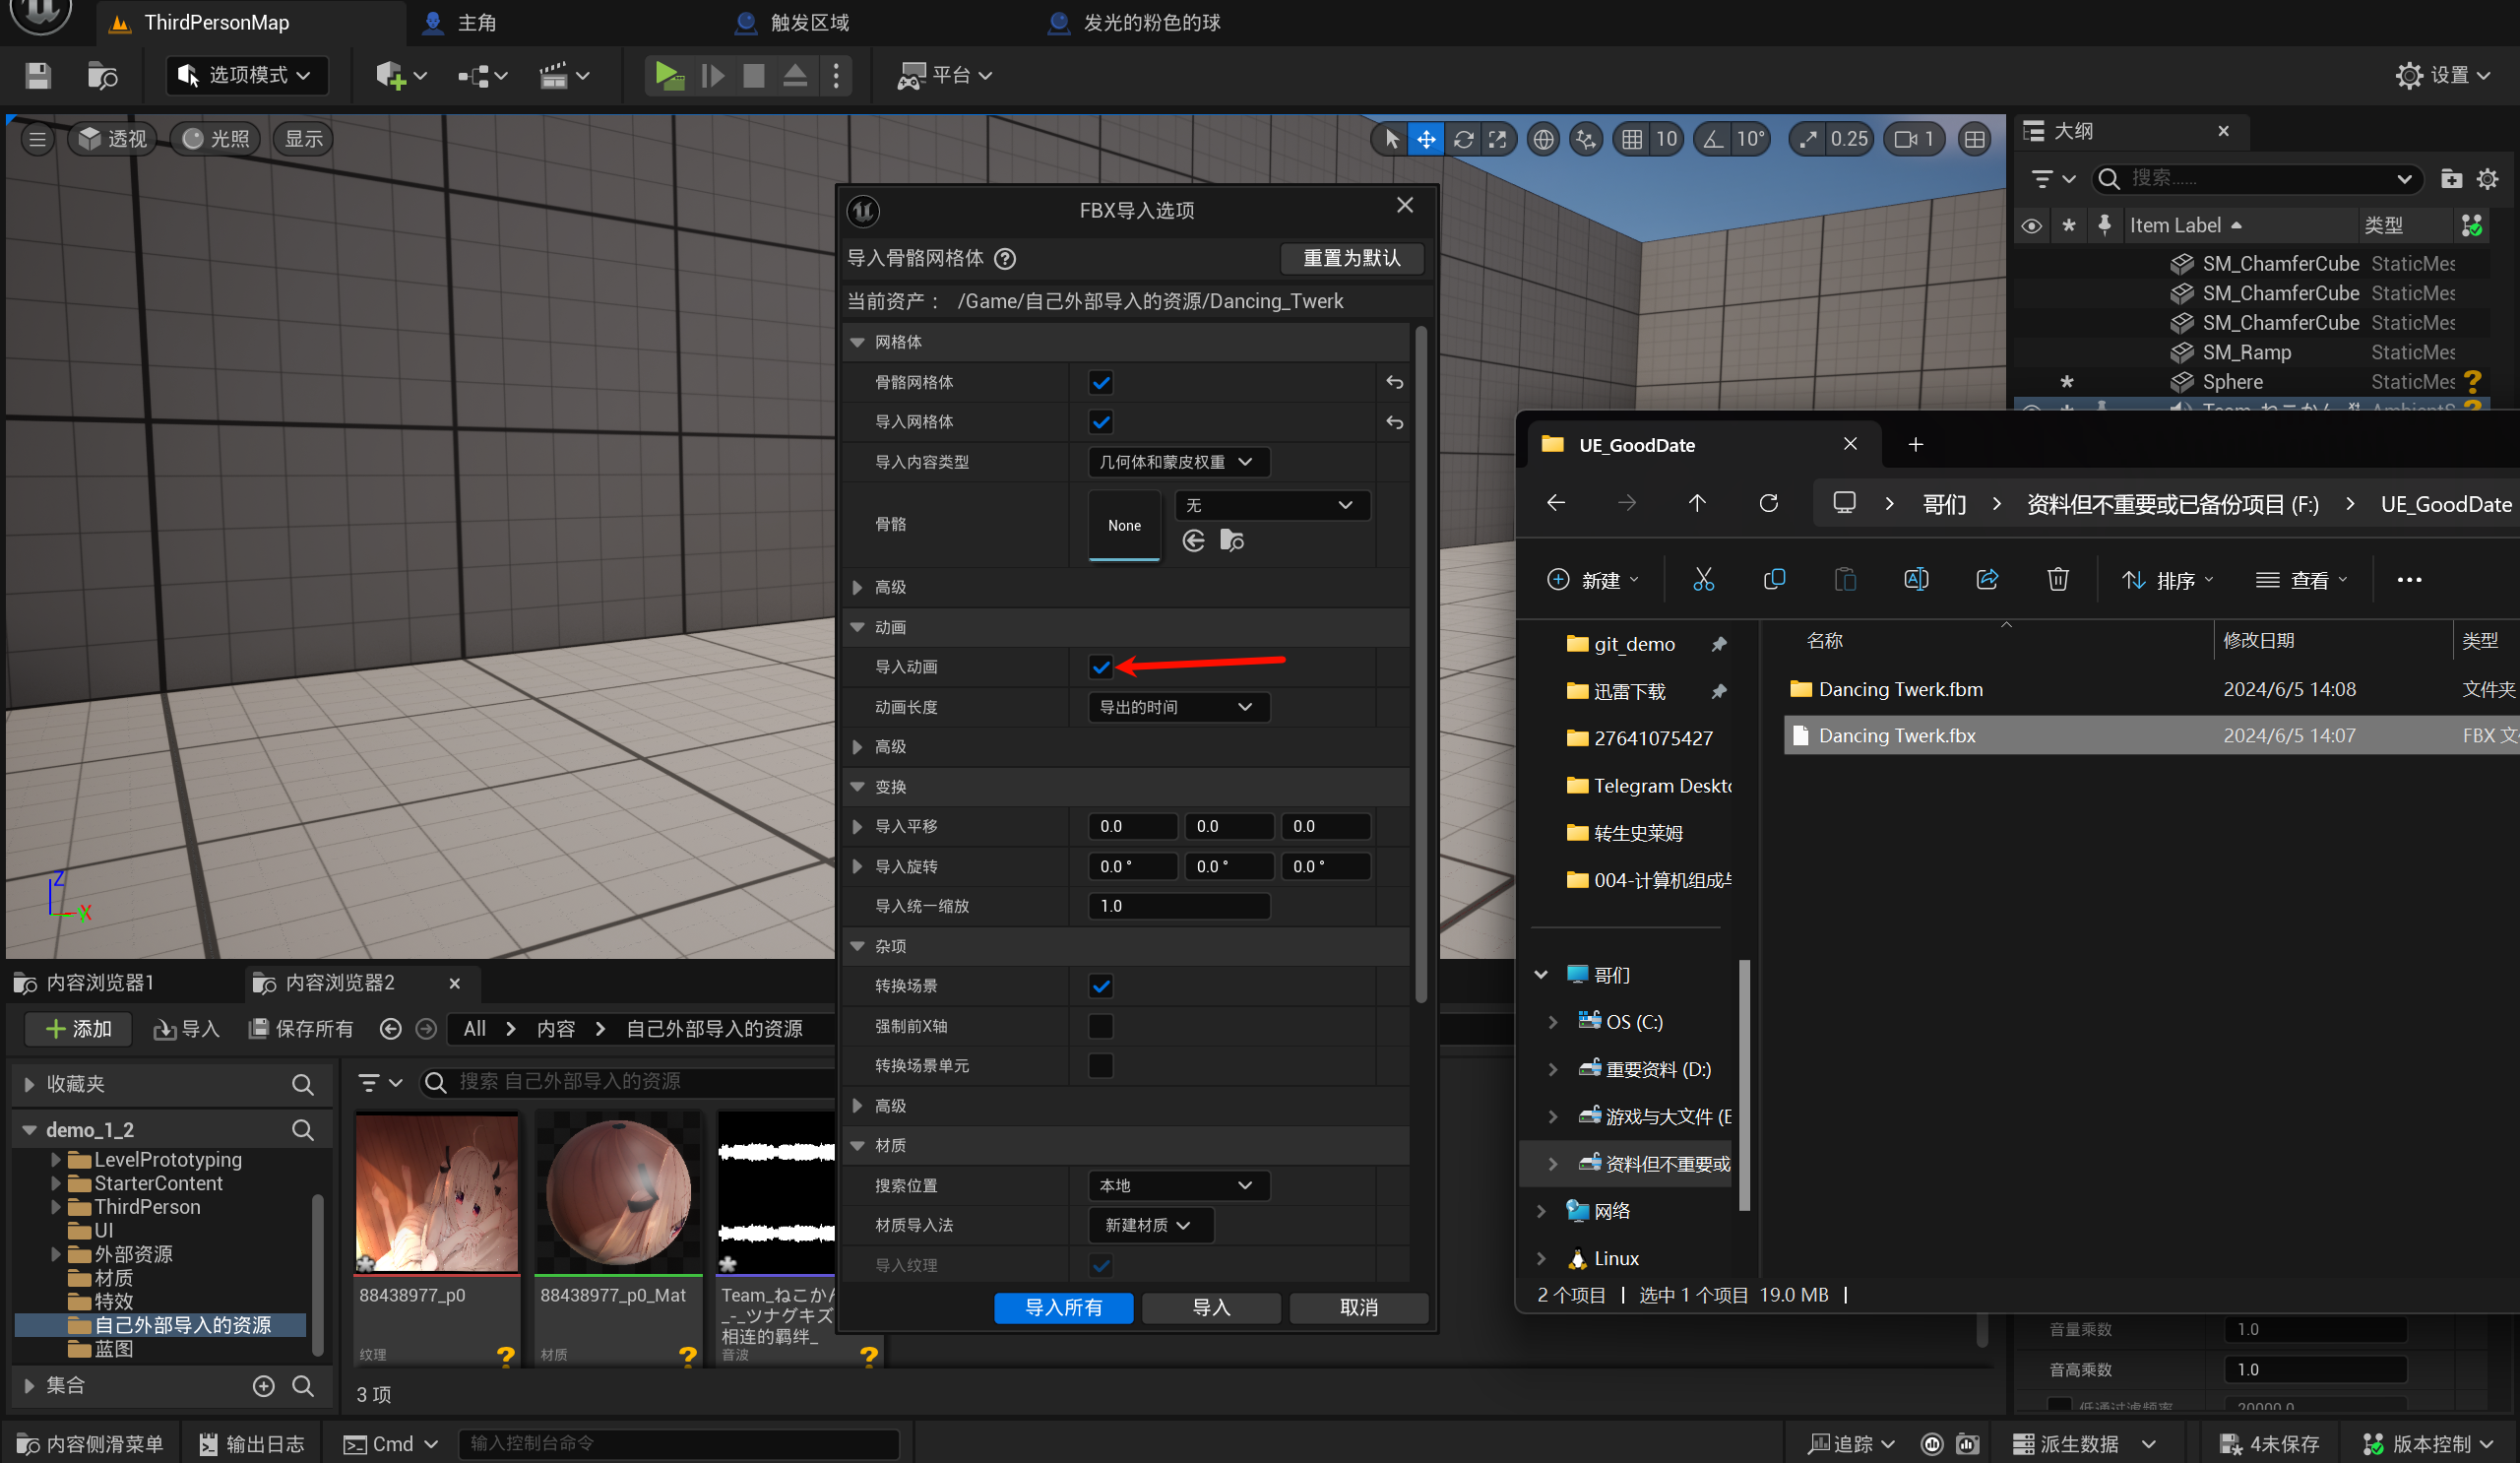 ThirdPersonMap
主角
触发区域
发光的粉色的球
选项模式
平台
设置
透视
光照
显示
10
10°
0.25
1
大纲
搜索......
Item Label
类型
SM_ChamferCube StaticMes
SM_ChamferCube StaticMes
SM_ChamferCube StaticMes
SM_Ramp StaticMes
Sphere StaticMes
FBX导入选项
导入骨骼网格体
重置为默认
当前资产： /Game/自己外部导入的资源/Dancing_Twerk
网格体
骨骼网格体
导入网格体
导入内容类型 几何体和蒙皮权重
骨骼 None 无
高级
动画
导入动画
动画长度 导出的时间
高级
变换
导入平移 0.0 0.0 0.0
导入旋转 0.0 ° 0.0 ° 0.0 °
导入统一缩放 1.0
杂项
转换场景
强制前X轴
转换场景单元
高级
材质
搜索位置 本地
材质导入法 新建材质
导入纹理
导入所有 导入 取消
UE_GoodDate
哥们 资料但不重要或已备份项目 (F:) UE_GoodDate
新建
排序
查看
名称 修改日期 类型
Dancing Twerk.fbm 2024/6/5 14:08 文件夹
Dancing Twerk.fbx 2024/6/5 14:07 FBX 文
git_demo
迅雷下载
27641075427
Telegram Deskto
转生史莱姆
004-计算机组成与
哥们
OS (C:)
重要资料 (D:)
游戏与大文件 (E
资料但不重要或
网络
Linux
2 个项目 选中 1 个项目 19.0 MB
内容浏览器1
内容浏览器2
添加
导入
保存所有
All 内容 自己外部导入的资源
收藏夹
搜索 自己外部导入的资源
demo_1_2
LevelPrototyping
StarterContent
ThirdPerson
UI
外部资源
材质
特效
自己外部导入的资源
蓝图
集合
88438977_p0
纹理
88438977_p0_Mat
材质
Team_ねこかん
_-_ツナグキズ
相连的羁绊_
音波
3 项
音量乘数 1.0
音高乘数 1.0
内容侧滑菜单
输出日志
Cmd
输入控制台命令
追踪
派生数据
4未保存
版本控制